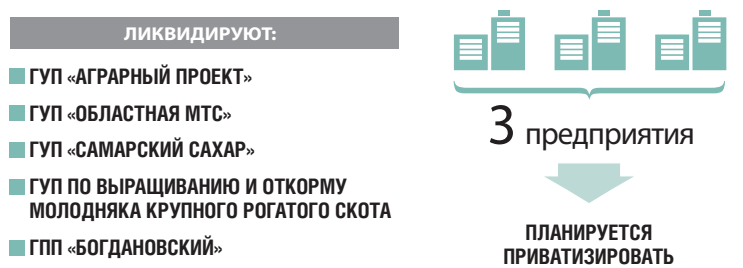 ЛИКВИДИРУЮТ:
ГУП «АГРАРНЫЙ ПРОЕКТ»
ГУП «ОБЛАСТНАЯ МТС»
ГУП «САМАРСКИЙ САХАР»
ГУП ПО ВЫРАЩИВАНИЮ И ОТКОРМУ
МОЛОДНЯКА КРУПНОГО РОГАТОГО СКОТА
ГПП «БОГДАНОВСКИЙ»
3 предприятия
ПЛАНИРУЕТСЯ
ПРИВАТИЗИРОВАТЬ